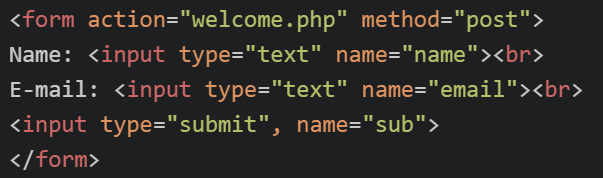 <form action="welcome.php" method="post">
Name: <input type="text" name="name"><br>
E-mail: <input type="text" name="email"><br>
<input type="submit", name="sub">
</form>